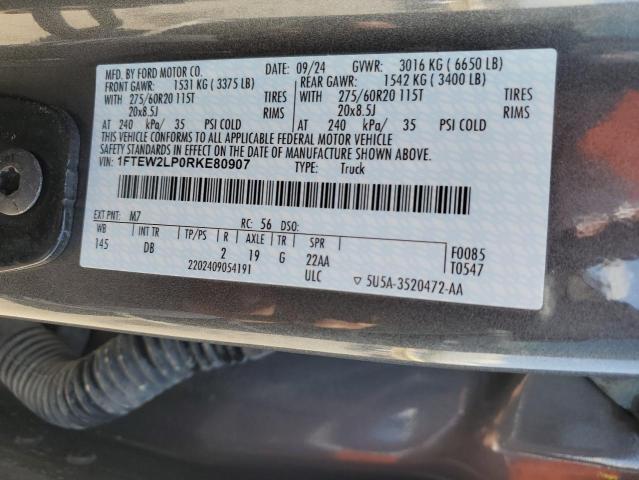 MFD. BY FORD MOTOR CO. 09/24 GVWR: 3016 KG ( 6650 LB)
FRONT GAWR: 1531 KG ( 3375 LB) REAR GAWR: 1542 KG ( 3400 LB)
WITH 275/60R20 115T TIRES WITH 275/60R20 115T TIRES
20x8.5J RIMS 20x8.5J RIMS
AT 240 kPa/ 35 PSI COLD AT 240 kPa/ 35 PSI COLD
THIS VEHICLE CONFORMS TO ALL APPLICABLE FEDERAL MOTOR VEHICLE
SAFETY STANDARDS IN EFFECT ON THE DATE OF MANUFACTURE SHOWN ABOVE.
VIN: 1FTEW2LP0RKE80907 TYPE: Truck
EXT PNT: M7 RC: 56 DSO:
WB INT TR TP/PS R AXLE TR SPR F0085
145 DB 2 19 G 22AA T0547
2202409054191 ULC ▽ 5U5A-3520472-AA